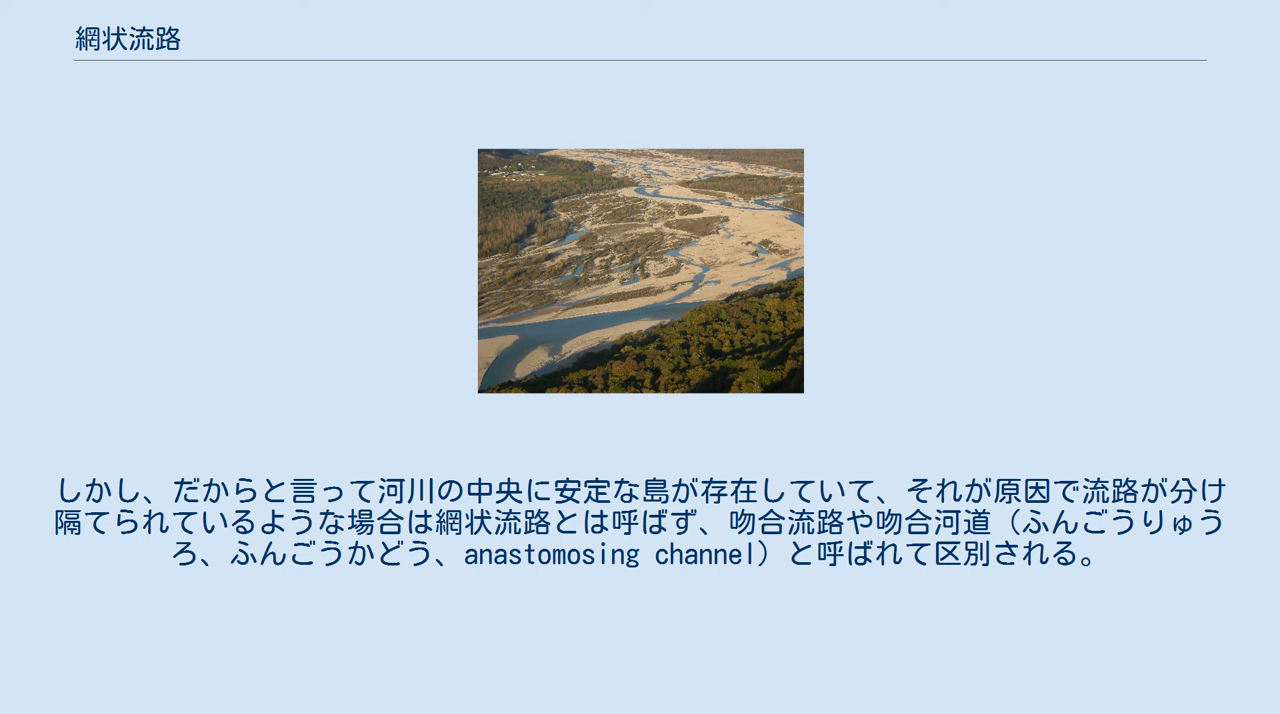 網状流路
しかし、だからと言って河川の中央に安定な島が存在していて、それが原因で流路が分け
隔てられているような場合は網状流路とは呼ばず、吻合流路や吻合河道（ふんごうりゅう
ろ、ふんごうかどう、anastomosing channel）と呼ばれて区別される。